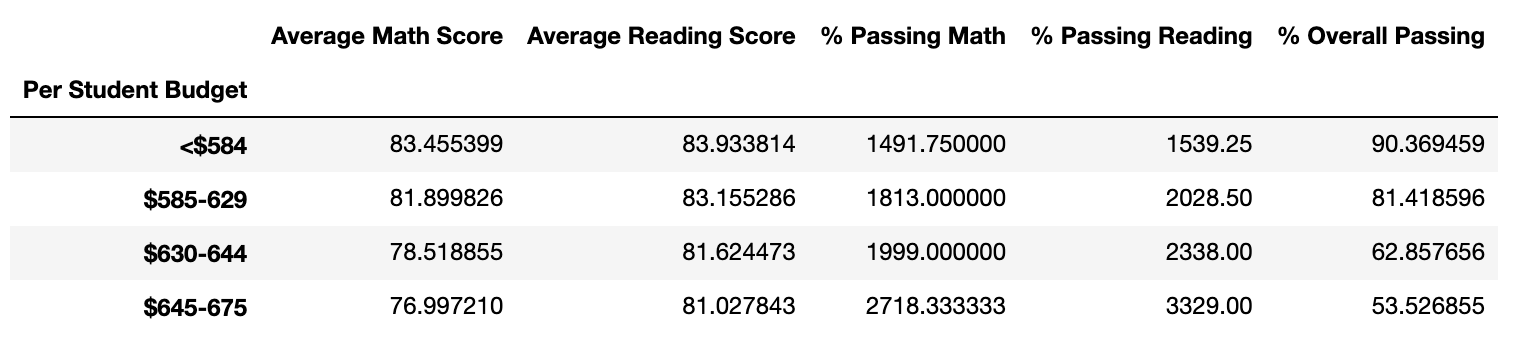 Average Math Score Average Reading Score % Passing Math % Passing Reading % Overall Passing
Per Student Budget
<$584 83.455399 83.933814 1491.750000 1539.25 90.369459
$585-629 81.899826 83.155286 1813.000000 2028.50 81.418596
$630-644 78.518855 81.624473 1999.000000 2338.00 62.857656
$645-675 76.997210 81.027843 2718.333333 3329.00 53.526855